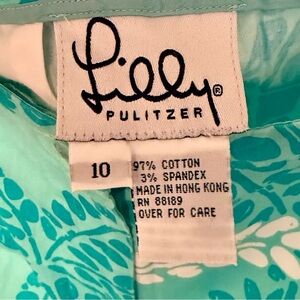 Lilly®
PULITZER
10
97% COTTON
3% SPANDEX
MADE IN HONG KONG
RN 88189
OVER FOR CARE